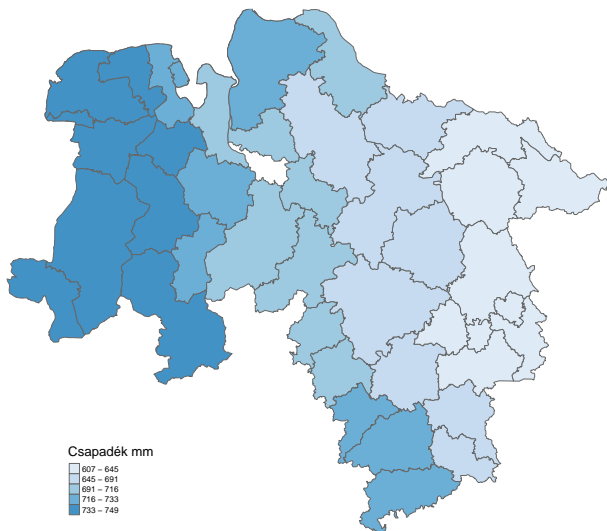 Csapadék mm
607 – 645
645 – 691
691 – 716
716 – 733
733 – 749